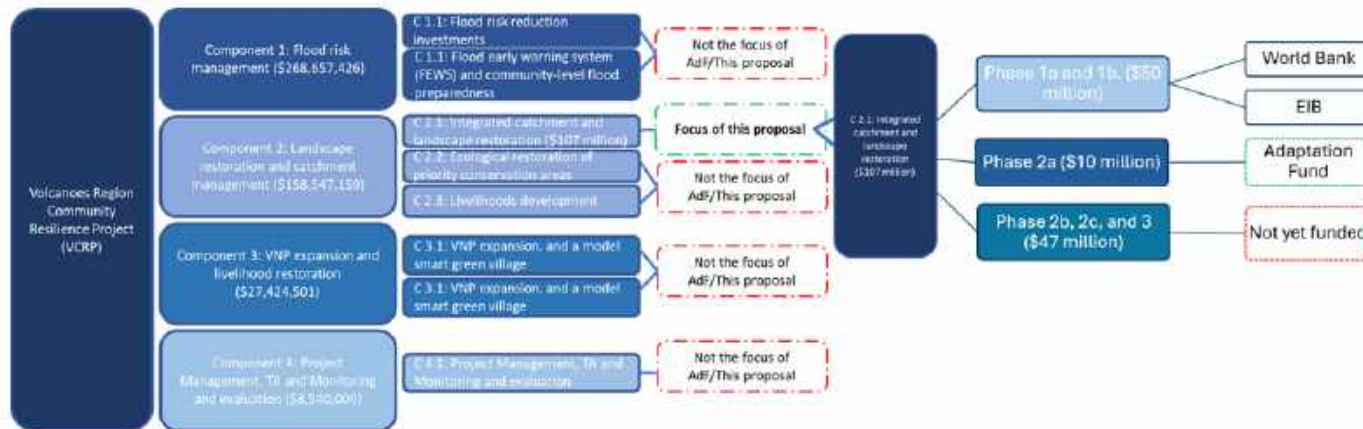 Volcanoes Region
Community
Resilience Project
(VCRP)
Component 1: Flood risk
management ($268,657,426)
C 1.1: Flood risk reduction
investments
C 1.1: Flood early warning system
(FEWS) and community-level flood
preparedness
Not the focus of
AdF/This proposal
Component 2: Landscape
restoration and catchment
management ($158,547,159)
C 2.1: Integrated catchment and
landscape restoration ($107 million)
C 2.2: Ecological restoration of
priority conservation areas
C 2.3: Livelihoods development
Focus of this proposal
Not the focus of
AdF/This proposal
Component 3: VNP expansion and
livelihood restoration
($27,424,501)
C 3.1: VNP expansion, and a model
smart green village
C 3.1: VNP expansion, and a model
smart green village
Not the focus of
AdF/This proposal
Component 4: Project
Management, TA and Monitoring
and evaluation ($8,540,000)
C 4.1: Project Management, TA and
Monitoring and evaluation
Not the focus of
AdF/This proposal
C 2.1: Integrated
catchment and
landscape
restoration
($107 million)
Phase 1a and 1b, ($50
million)
World Bank
EIB
Phase 2a ($10 million)
Adaptation
Fund
Phase 2b, 2c, and 3
($47 million)
Not yet funded